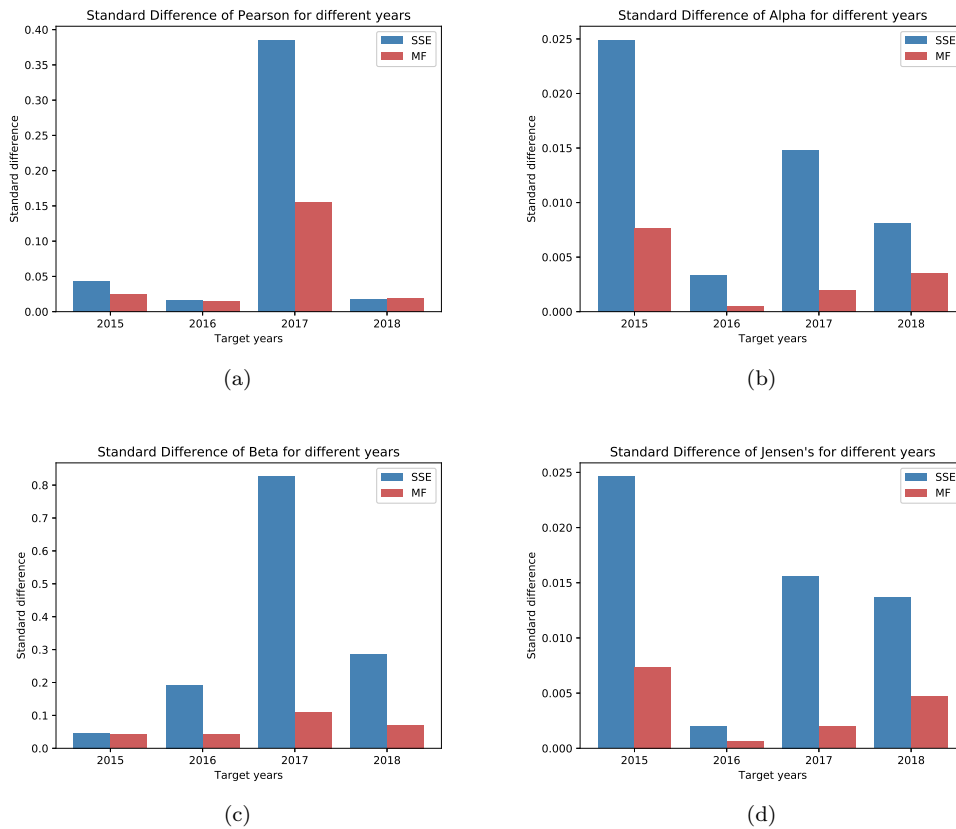 Standard Difference of Pearson for different years
0.40
0.35
0.30
0.25
0.20
0.15
0.10
0.05
0.00
Standard difference
SSE
MF
2015 2016 2017 2018
Target years
(a)
Standard Difference of Alpha for different years
0.025
0.020
0.015
0.010
0.005
0.000
Standard difference
SSE
MF
2015 2016 2017 2018
Target years
(b)
Standard Difference of Beta for different years
0.8
0.7
0.6
0.5
0.4
0.3
0.2
0.1
0.0
Standard difference
SSE
MF
2015 2016 2017 2018
Target years
(c)
Standard Difference of Jensen's for different years
0.025
0.020
0.015
0.010
0.005
0.000
Standard difference
SSE
MF
2015 2016 2017 2018
Target years
(d)